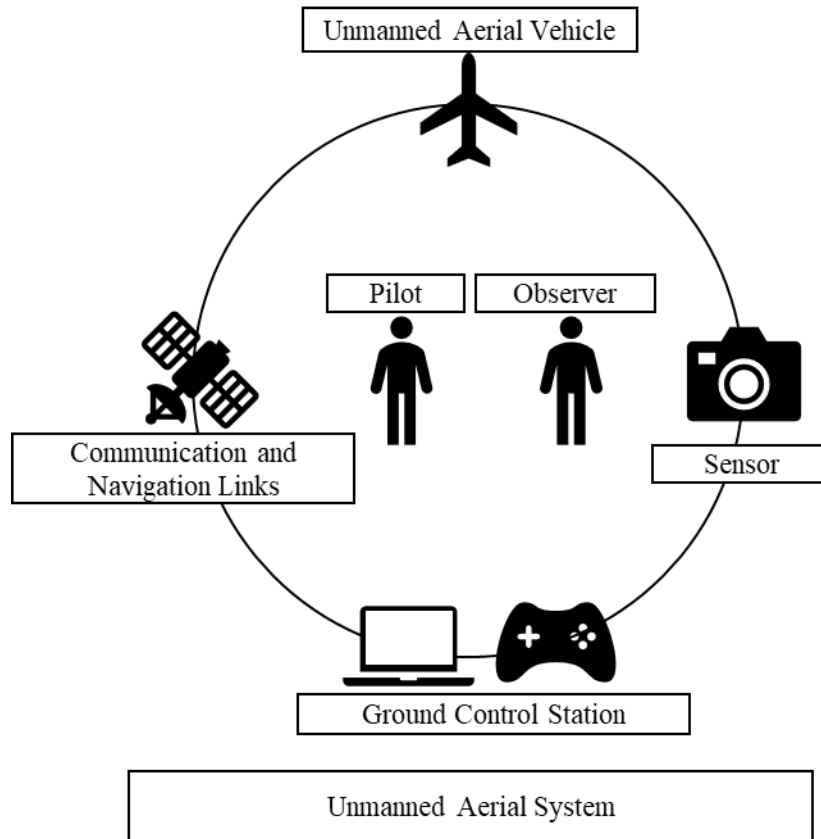 Unmanned Aerial Vehicle
Pilot
Observer
Communication and
Navigation Links
Sensor
Ground Control Station
Unmanned Aerial System